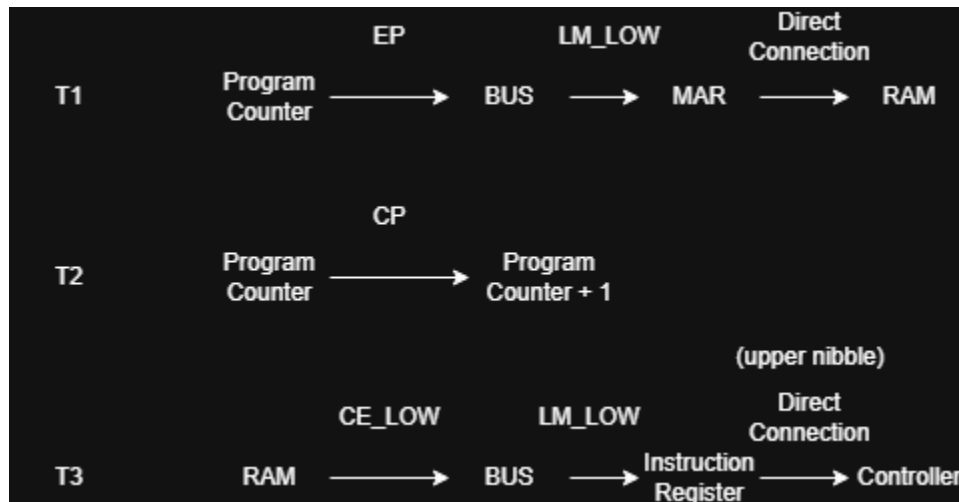 EP LM_LOW Direct
Connection
T1 Program
Counter BUS MAR RAM
CP
T2 Program
Counter Program
Counter + 1
(upper nibble)
CE_LOW LM_LOW Direct
Connection
T3 RAM BUS Instruction
Register Controller